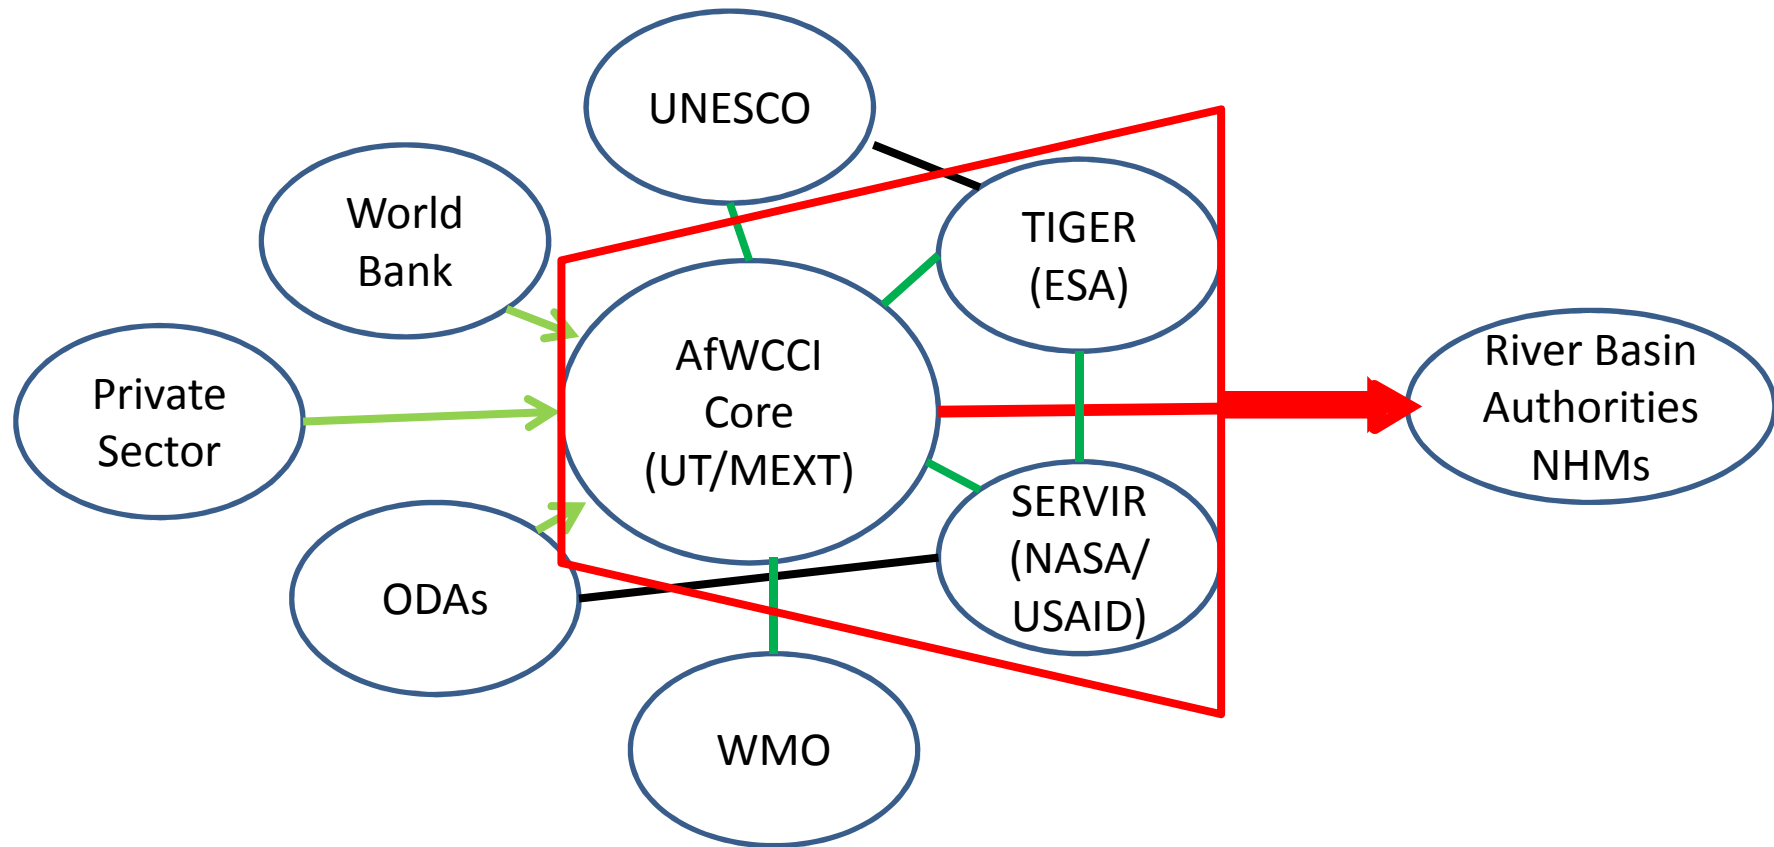 UNESCO
World
Bank
TIGER
(ESA)
Private
Sector
AfWCCI
Core
(UT/MEXT)
River Basin
Authorities
NHMs
SERVIR
(NASA/
USAID)
ODAs
WMO